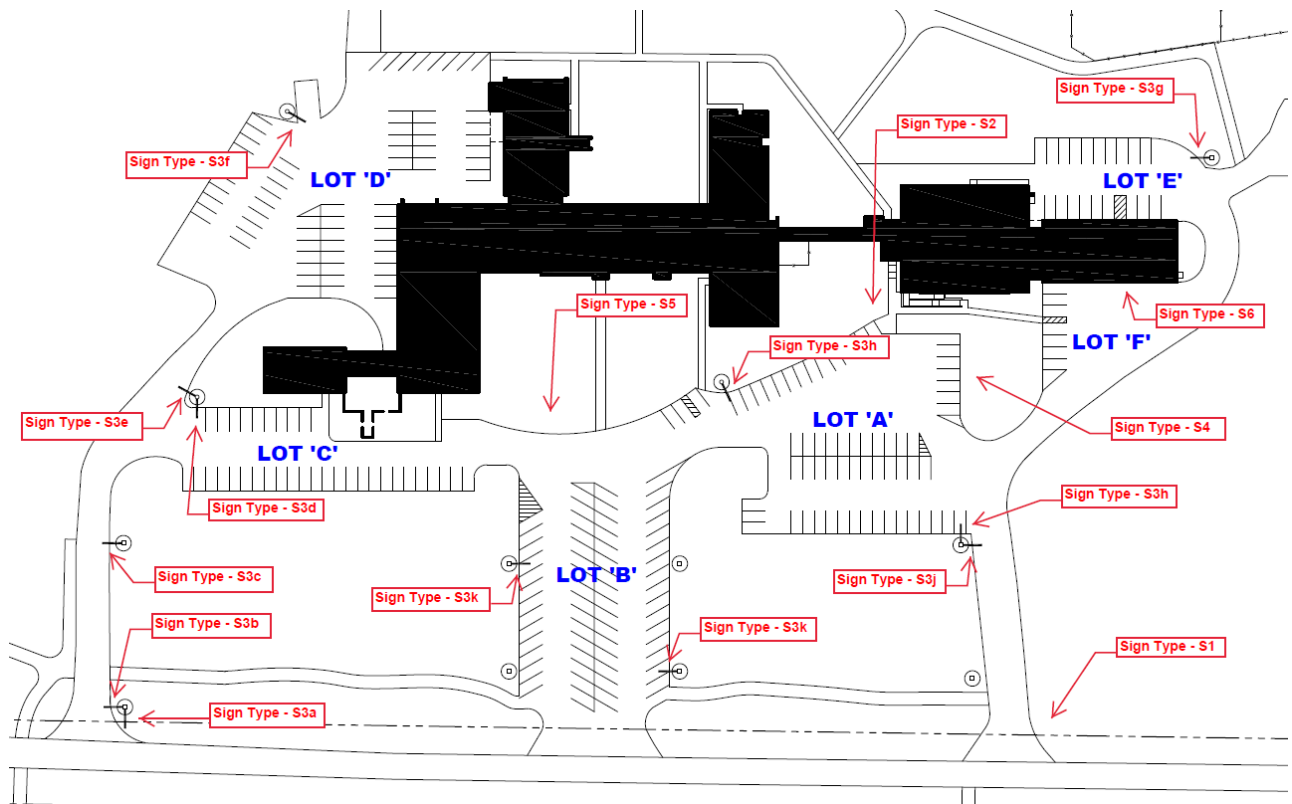 Sign Type - S3g
Sign Type - S2
Sign Type - S3f
LOT 'D'
LOT 'E'
Sign Type - S5
Sign Type - S6
LOT 'F'
Sign Type - S3h
Sign Type - S3e
LOT 'A'
Sign Type - S4
LOT 'C'
Sign Type - S3h
Sign Type - S3d
Sign Type - S3c
LOT 'B'
Sign Type - S3j
Sign Type - S3k
Sign Type - S3b
Sign Type - S3k
Sign Type - S1
Sign Type - S3a